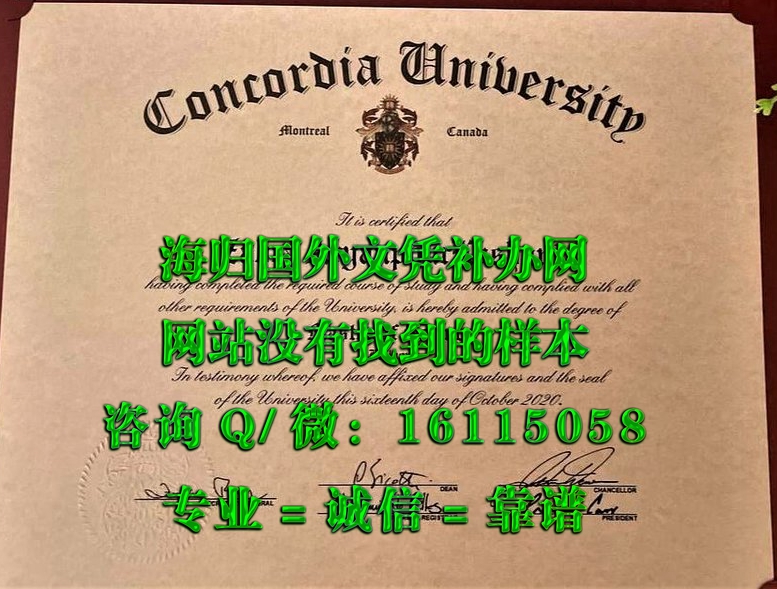 Concordia University
Montreal Canada
It is certified that
海归国外文凭补办网
having completed the required course of study and having complied with all
other requirements of the University, is hereby admitted to the degree of
网站没有找到的样本
In testimony whereof, we have affixed our signatures and the seal
of the University this sixteenth day of October 2020.
咨询 Q/ 微：16115058
DEAN CHANCELLOR
专业 = 诚信 = 靠谱
PRESIDENT